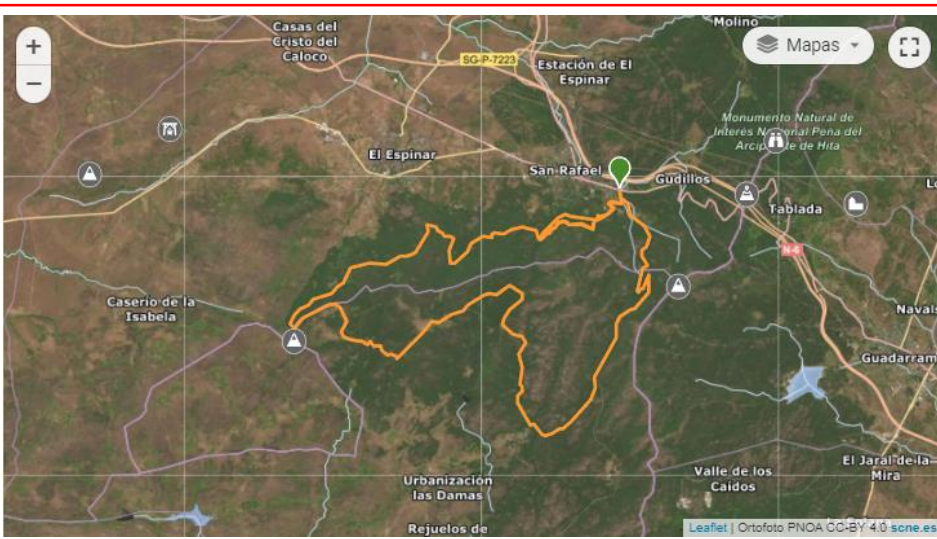 +
−
Casas del
Cristo del
Caloco
Molino
Mapas
SG-P-7223
Estación de El
Espinar
Monumento Natural de
Interés Nacional Peña del
Arcipreste de Hita
El Espinar
San Rafael
Gudillos
Tablada
N-6
Caserío de la
Isabela
Guadarram
Urbanización
las Damas
Valle de los
Caídos
El Jaral de la
Mira
Rejuelos de
Leaflet | Ortofoto PNOA CC-BY 4.0 scne.es